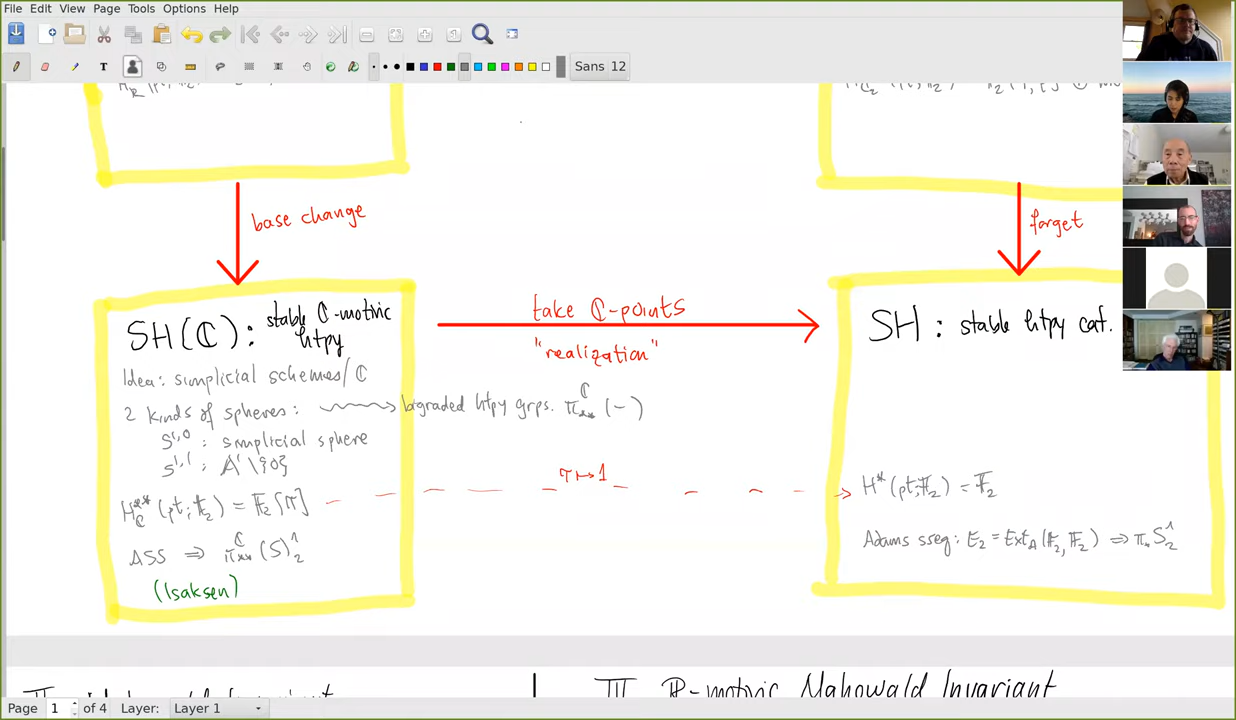 File Edit View Page Tools Options Help
Sans 12
base change
forget
SH(ℂ): stable ℂ-motivic htpy
Idea: simplicial schemes/ℂ
2 kinds of spheres: bigraded htpy grps. π^ℂ_**(-)
S^{1,0} : simplicial sphere
S^{1,1} : A^1\{0}
H^{**}_ℂ(pt; F_2) = F_2[τ]
ASS ⇒ π^ℂ_**(S)^∧_2
(Isaksen)
take ℂ-points
"realization"
τ ↦ 1
SH : stable htpy cat.
H^*(pt; F_2) = F_2
Adams sseq: E_2 = Ext_A(F_2, F_2) ⇒ π_* S^∧_2
III ℝ-motivic Mahowald Invariant
Page 1 of 4 Layer: Layer 1